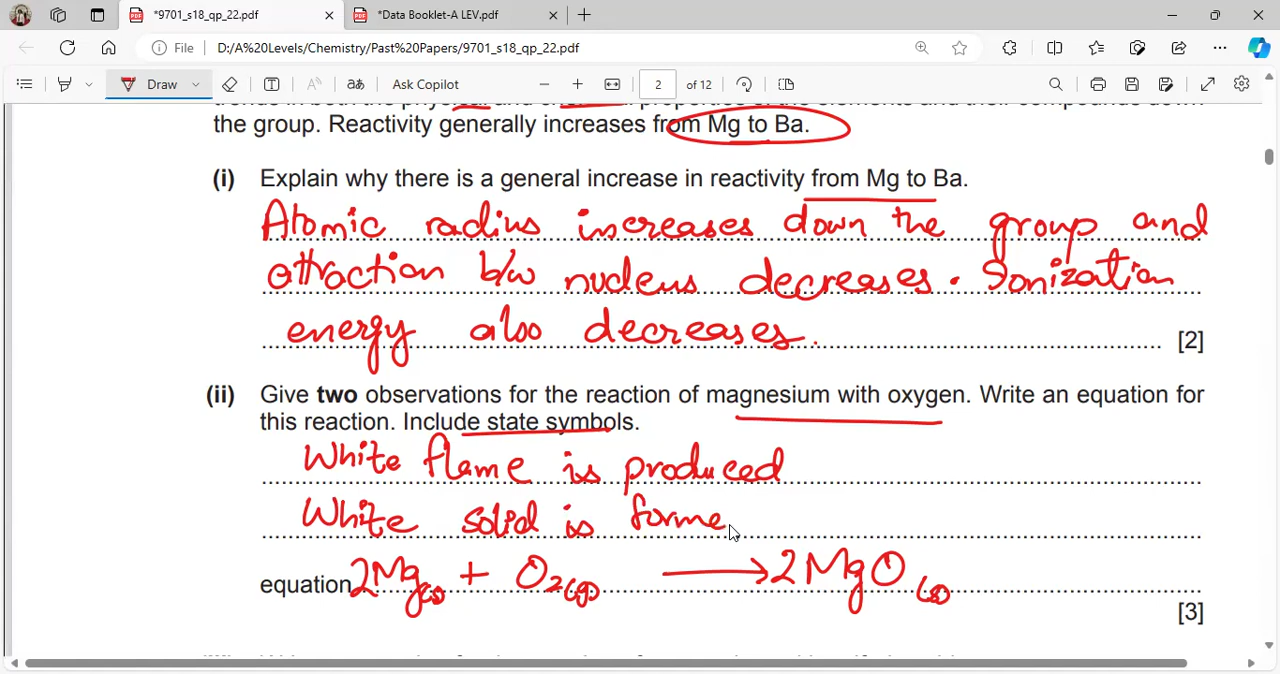 *9701_s18_qp_22.pdf
*Data Booklet-A LEV.pdf
File D:/A%20Levels/Chemistry/Past%20Papers/9701_s18_qp_22.pdf
Draw
Ask Copilot
2 of 12
the group. Reactivity generally increases from Mg to Ba.
(i) Explain why there is a general increase in reactivity from Mg to Ba.
Atomic radius increases down the group and
attraction b/w nucleus decreases. Ionization
energy also decreases.
[2]
(ii) Give two observations for the reaction of magnesium with oxygen. Write an equation for
this reaction. Include state symbols.
White flame is produced
White solid is forme
equation 2Mg(s) + O2(g) → 2MgO (s)
[3]